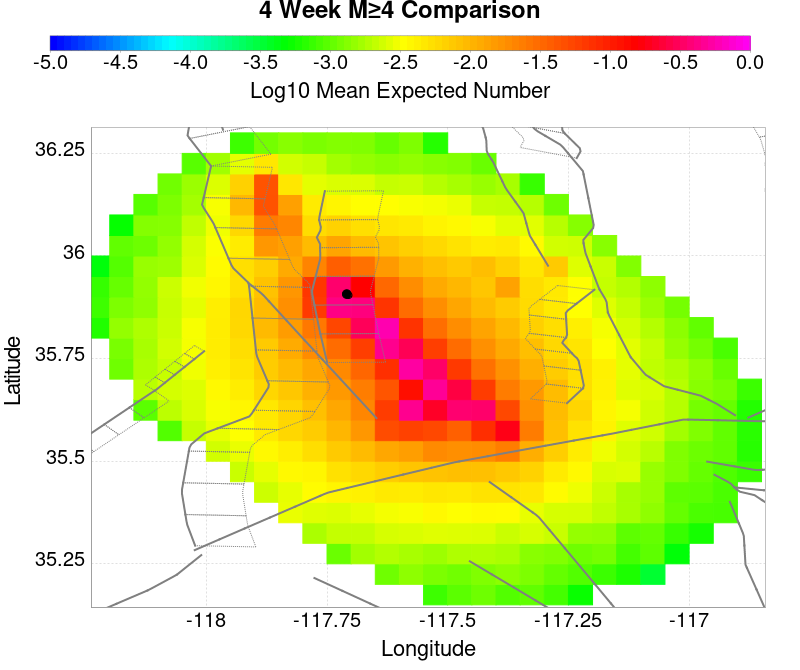 4 Week M≥4 Comparison
-5.0 -4.5 -4.0 -3.5 -3.0 -2.5 -2.0 -1.5 -1.0 -0.5 0.0
Log10 Mean Expected Number
36.25
36
35.75
35.5
35.25
Latitude
-118 -117.75 -117.5 -117.25 -117
Longitude